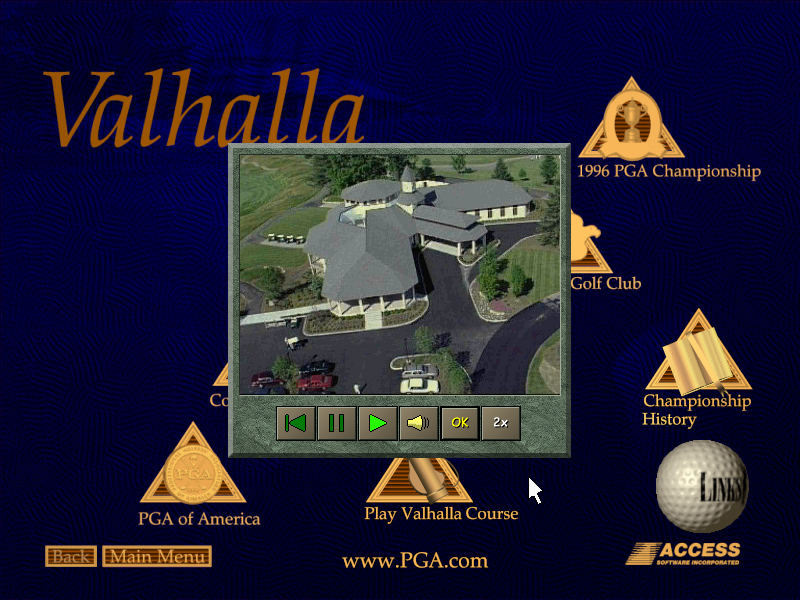 Valhalla
1996 PGA Championship
Golf Club
Co
Championship
History
OK
2x
PGA
PGA of America
Play Valhalla Course
LINKS
Back
Main Menu
www.PGA.com
ACCESS
SOFTWARE INCORPORATED